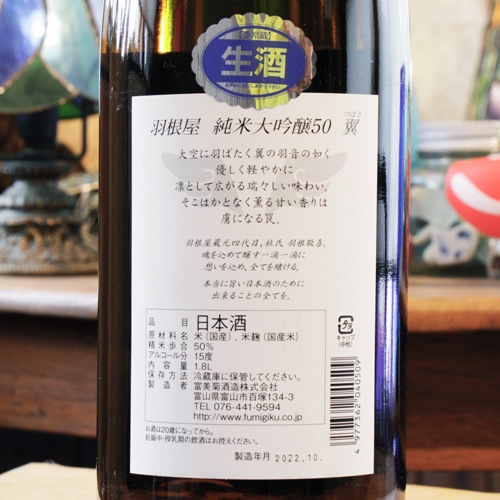 【要冷蔵】
生酒
羽根屋 純米大吟醸50 翼
つばさ
大空に羽ばたく翼の羽音の如く
優しく軽やかに
凛として広がる瑞々しい味わい。
そこはかとなく薫る甘い香りは
虜になる罠。
羽根屋蔵元四代目、杜氏 羽根敬喜。
魂を込めて醸す一滴一滴に
想いを込め、全てを賭ける。
本当に旨い日本酒のために
出来ることの全てを。
品目 日本酒
原材料名 米(国産)、米麹(国産米)
精米歩合 50%
アルコール分 15度
内容量 1.8L
保存方法 冷蔵庫に保管してください。
製造者 富美菊酒造株式会社
富山県富山市百塚134-3
TEL 076-441-9594
http://www.fumigiku.co.jp
お酒は20歳になってから。
妊娠中・授乳期の飲酒はお控えください。
製造年月 2022.10.
プラ
キャップ
(中栓)
4977362040509